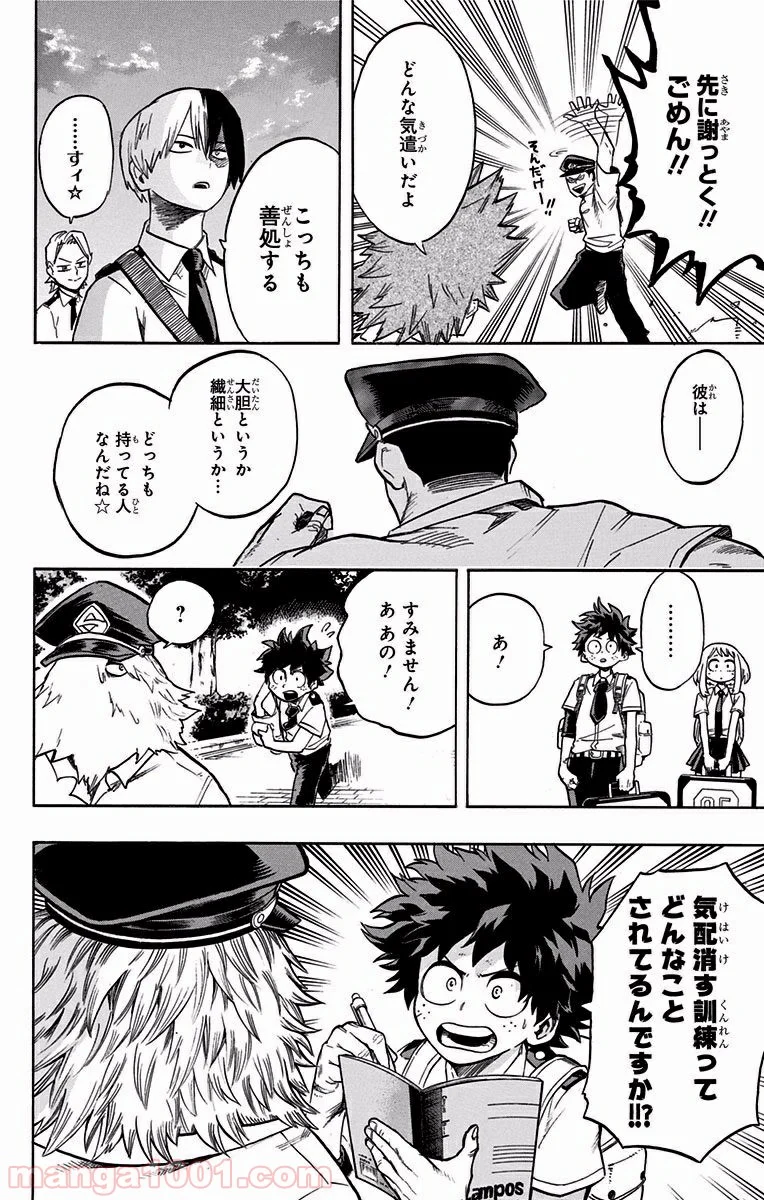 先に謝っとく!!
ごめん!!
そんだけー!!
どんな気遣いだよ
こっちも
善処する
……すィ☆
彼は——
大胆というか
繊細というか…
どっちも
持ってる人
なんだね☆
………
あ!
すみません!
あ あの!
?
気配消す訓練って
どんなこと
されてるんですか!!?
ampos
manga1001.com